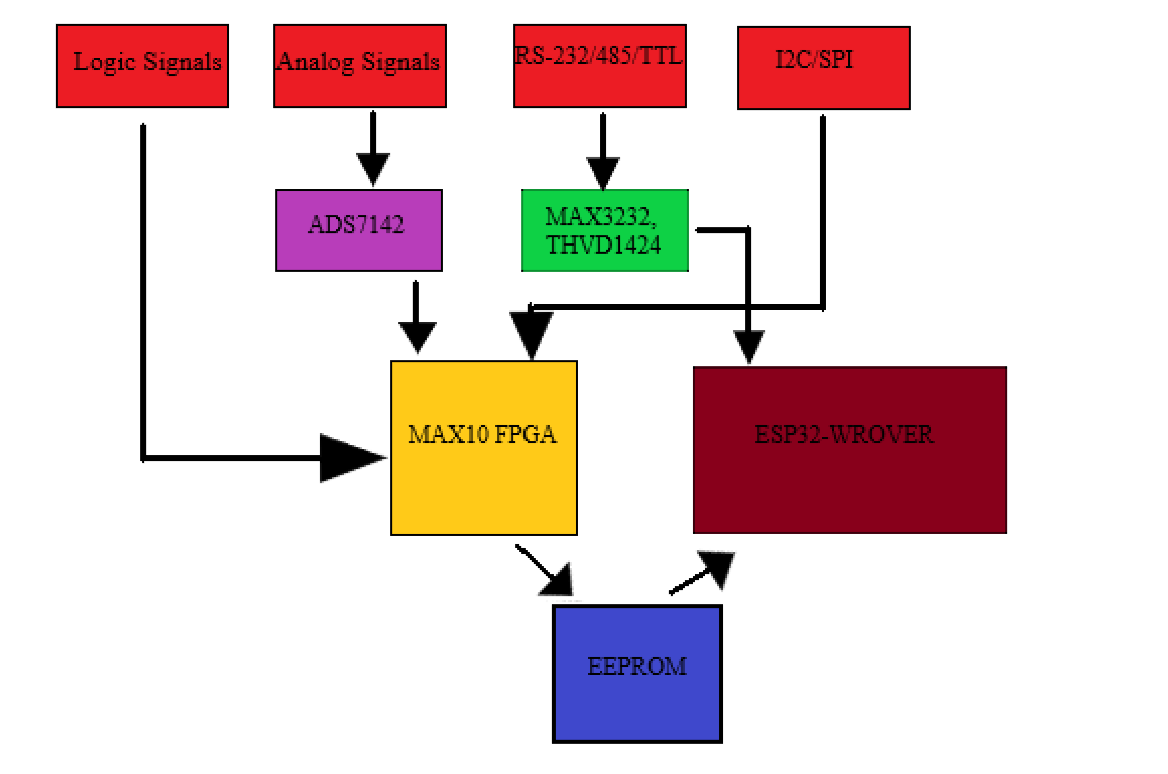 Logic Signals
Analog Signals
RS-232/485/TTL
I2C/SPI
ADS7142
MAX3232,
THVD1424
MAX10 FPGA
ESP32-WROVER
EEPROM